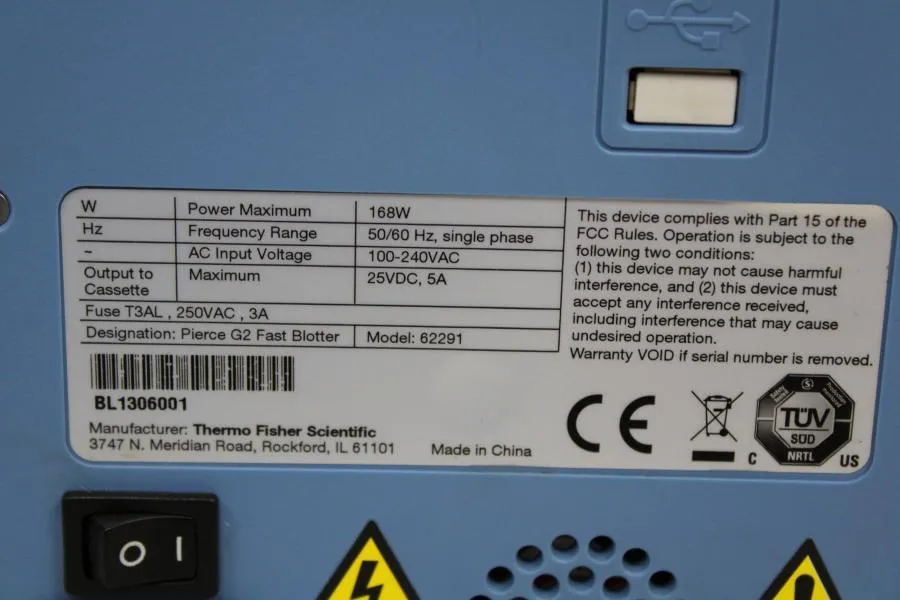 W Power Maximum 168W
Hz Frequency Range 50/60 Hz, single phase
~ AC Input Voltage 100-240VAC
Output to Maximum 25VDC, 5A
Cassette
Fuse T3AL , 250VAC , 3A
Designation: Pierce G2 Fast Blotter Model: 62291
BL1306001
Manufacturer: Thermo Fisher Scientific
3747 N. Meridian Road, Rockford, IL 61101 Made in China
This device complies with Part 15 of the
FCC Rules. Operation is subject to the
following two conditions:
(1) this device may not cause harmful
interference, and (2) this device must
accept any interference received,
including interference that may cause
undesired operation.
Warranty VOID if serial number is removed.
CE
TÜV
SÜD
NRTL
C US
O I